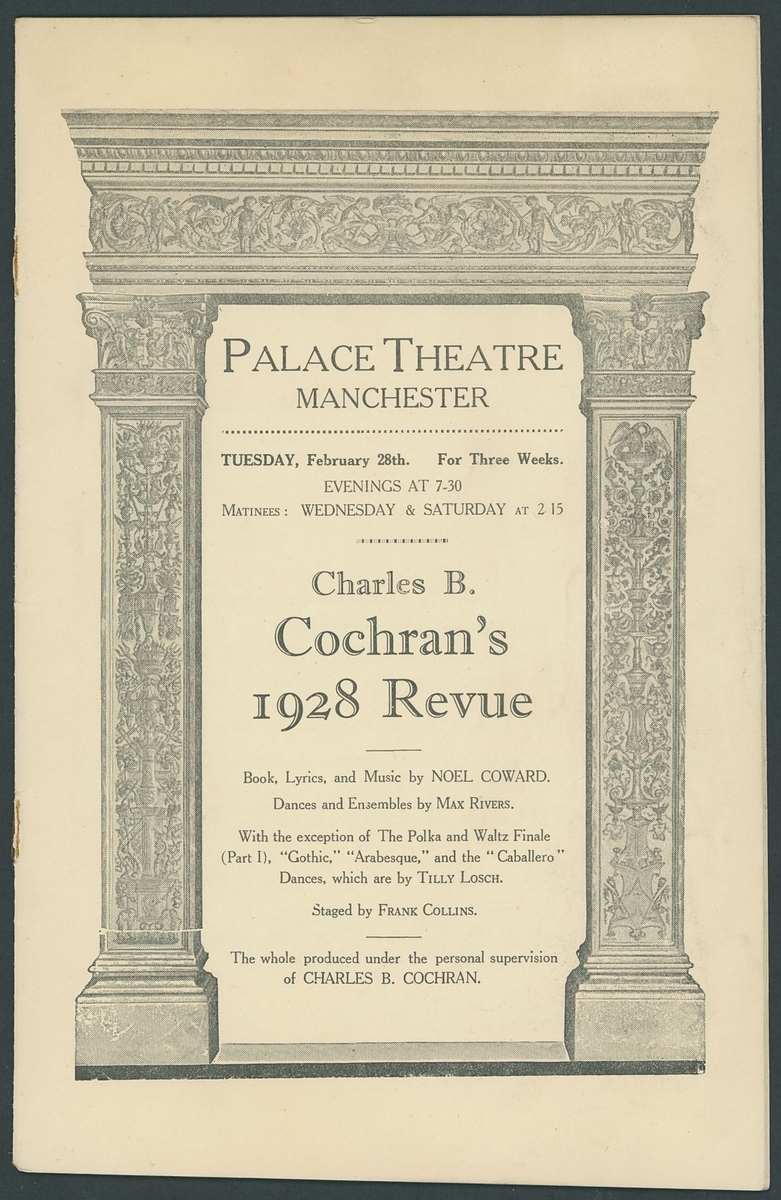 PALACE THEATRE
MANCHESTER
TUESDAY, February 28th. For Three Weeks.
EVENINGS AT 7-30
MATINEES: WEDNESDAY & SATURDAY AT 2 15
Charles B.
Cochran's
1928 Revue
Book, Lyrics, and Music by NOEL COWARD.
Dances and Ensembles by MAX RIVERS.
With the exception of The Polka and Waltz Finale
(Part I), "Gothic," "Arabesque," and the "Caballero"
Dances, which are by TILLY LOSCH.
Staged by FRANK COLLINS.
The whole produced under the personal supervision
of CHARLES B. COCHRAN.